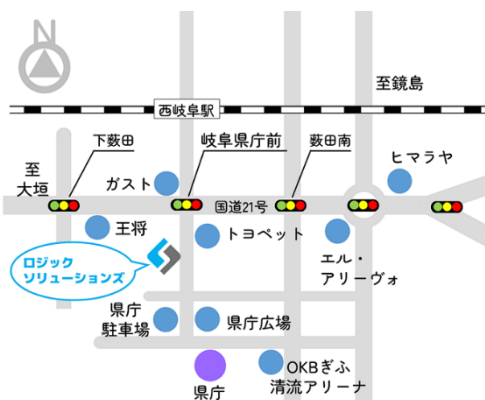 N
至鏡島
西岐阜駅
下薮田
岐阜県庁前
薮田南
ヒマラヤ
至
大垣
ガスト
国道21号
王将
トヨペット
エル・
アリーヴォ
ロジック
ソリューションズ
県庁
駐車場
県庁広場
OKBぎふ
清流アリーナ
県庁